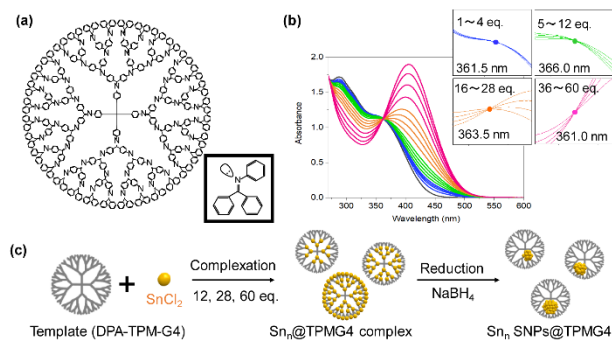 (a)
N
(b)
1～4 eq.
361.5 nm
5～12 eq.
366.0 nm
16～28 eq.
363.5 nm
36～60 eq.
361.0 nm
Absorbance
2.0
1.5
1.0
0.5
0.0
300 350 400 450 500 550 600
Wavelength (nm)
(c)
SnCl2
Template (DPA-TPM-G4)
Complexation
12, 28, 60 eq.
Snn@TPMG4 complex
Reduction
NaBH4
Snn SNPs@TPMG4